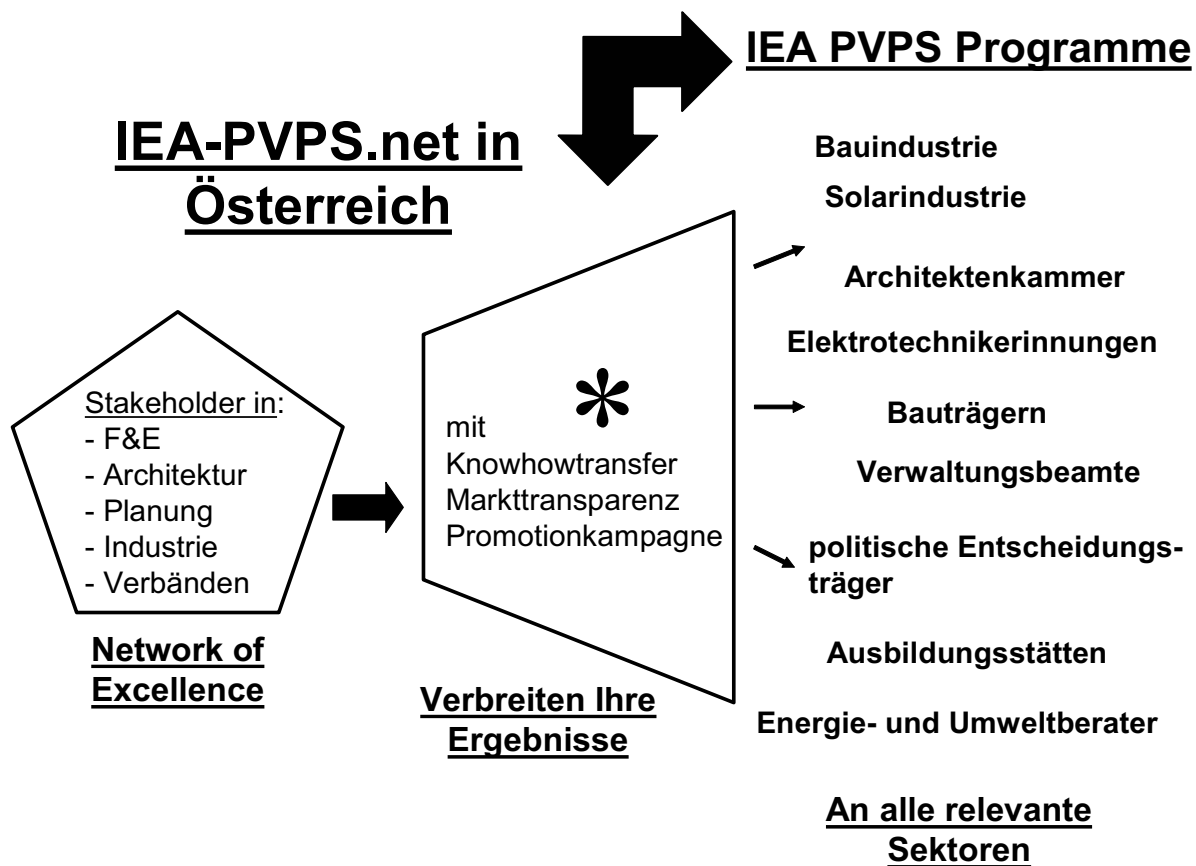 IEA PVPS Programme
IEA-PVPS.net in
Österreich
Stakeholder in:
- F&E
- Architektur
- Planung
- Industrie
- Verbänden
Network of
Excellence
*
mit
Knowhowtransfer
Markttransparenz
Promotionkampagne
Verbreiten Ihre
Ergebnisse
Bauindustrie
Solarindustrie
Architektenkammer
Elektrotechnikerinnungen
Bauträgern
Verwaltungsbeamte
politische Entscheidungs-
träger
Ausbildungsstätten
Energie- und Umweltberater
An alle relevante
Sektoren